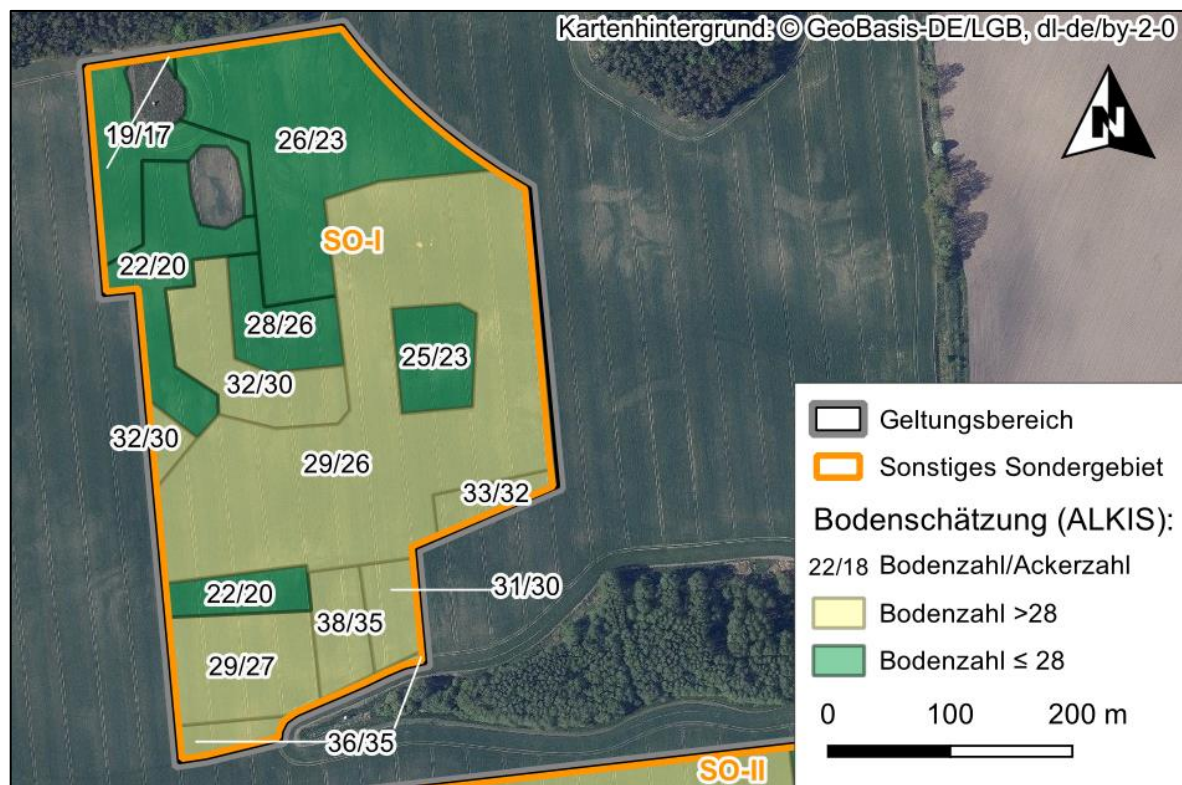 Kartenhintergrund: © GeoBasis-DE/LGB, dl-de/by-2-0
N
19/17
26/23
SO-I
22/20
28/26
25/23
32/30
32/30
29/26
33/32
22/20
31/30
38/35
29/27
36/35
SO-II
Geltungsbereich
Sonstiges Sondergebiet
Bodenschätzung (ALKIS):
22/18 Bodenzahl/Ackerzahl
Bodenzahl >28
Bodenzahl ≤ 28
0 100 200 m